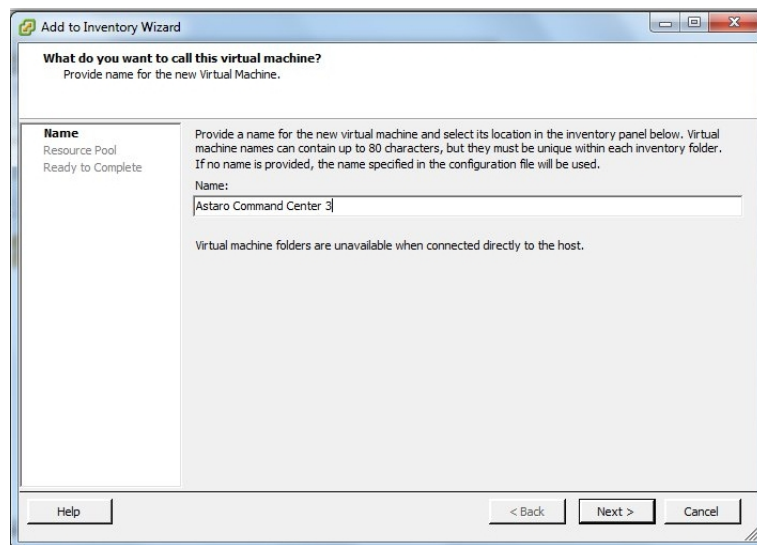 Add to Inventory Wizard
What do you want to call this virtual machine?
Provide name for the new Virtual Machine.
Name
Resource Pool
Ready to Complete
Provide a name for the new virtual machine and select its location in the inventory panel below. Virtual
machine names can contain up to 80 characters, but they must be unique within each inventory folder.
If no name is provided, the name specified in the configuration file will be used.
Name:
Astaro Command Center 3
Virtual machine folders are unavailable when connected directly to the host.
Help
< Back
Next >
Cancel